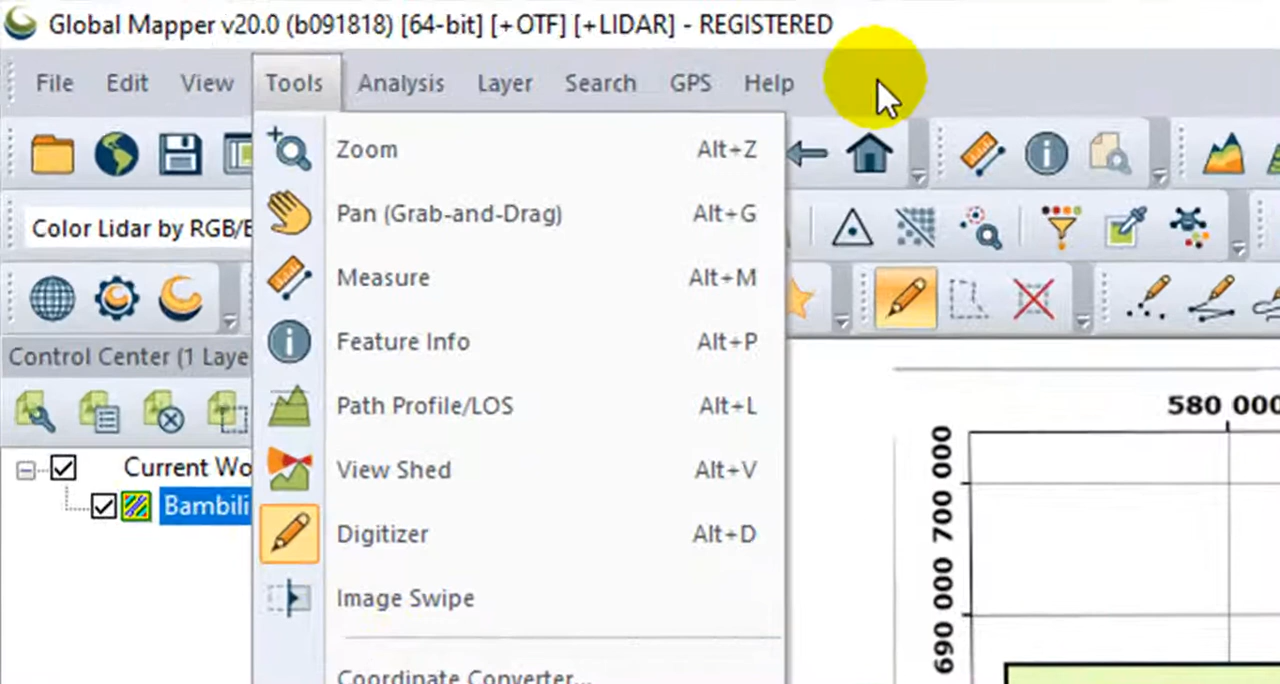 Global Mapper v20.0 (b091818) [64-bit] [+OTF] [+LIDAR] - REGISTERED
File Edit View Tools Analysis Layer Search GPS Help
Zoom Alt+Z
Pan (Grab-and-Drag) Alt+G
Color Lidar by RGB/E
Measure Alt+M
Feature Info Alt+P
Control Center (1 Laye
Path Profile/LOS Alt+L
580 000
Current Wo
View Shed Alt+V
700 000
Bambili
Digitizer Alt+D
Image Swipe
690 000
Coordinate Converter...